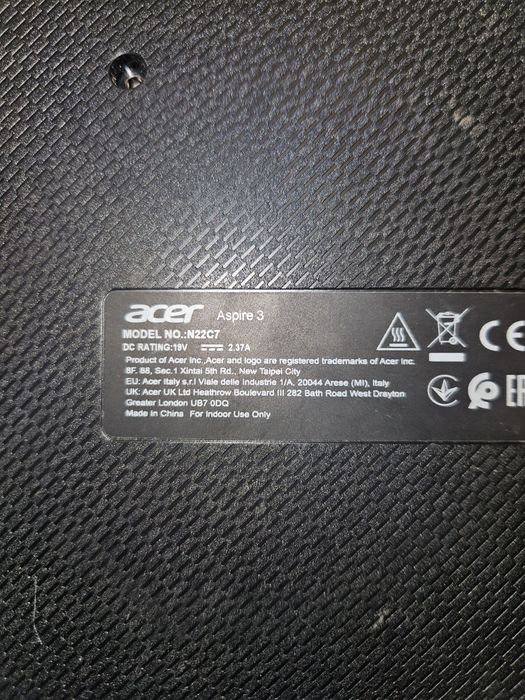 acer Aspire 3
MODEL NO.:N22C7
DC RATING:19V 2.37A
Product of Acer Inc.,Acer and logo are registered trademarks of Acer Inc.
8F. 88, Sec.1 Xintai 5th Rd., New Taipei City
EU: Acer Italy s.r.l Viale delle Industrie 1/A, 20044 Arese (MI), Italy
UK: Acer UK Ltd Heathrow Boulevard III 282 Bath Road West Drayton
Greater London UB7 0DQ
Made in China For Indoor Use Only
CE